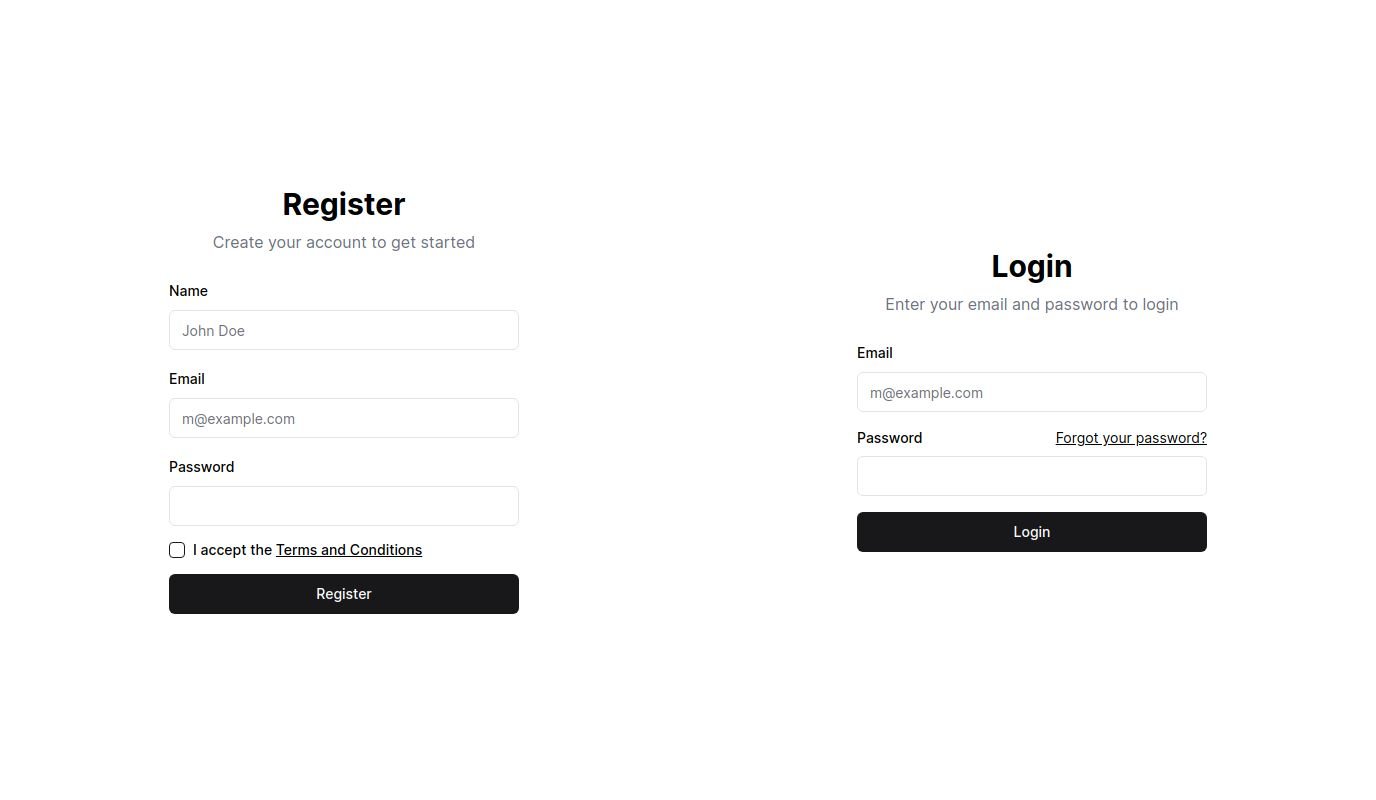 Register
Create your account to get started
Name
John Doe
Email
m@example.com
Password
I accept the Terms and Conditions
Register
Login
Enter your email and password to login
Email
m@example.com
Password Forgot your password?
Login